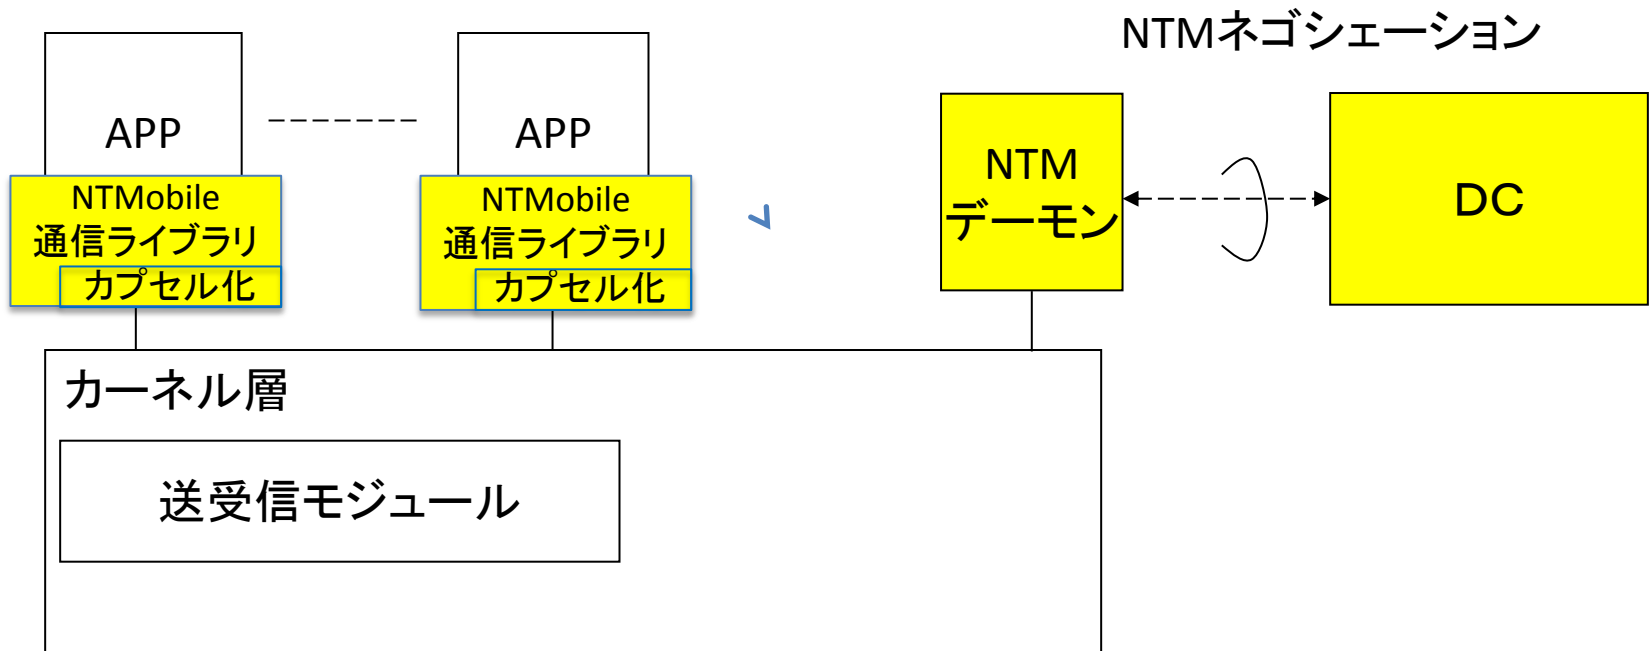 NTMネゴシェーション
APP
APP
NTMobile
通信ライブラリ
カプセル化
NTMobile
通信ライブラリ
カプセル化
NTM
デーモン
DC
カーネル層
送受信モジュール